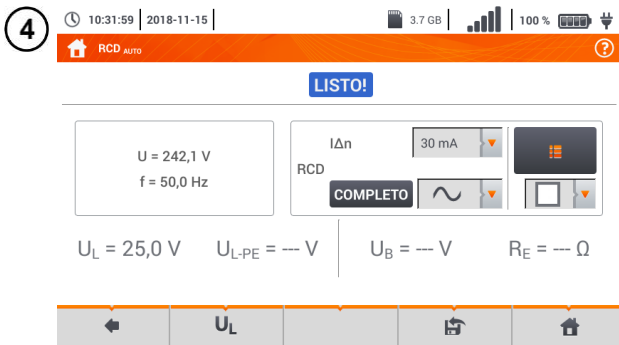 4
10:31:59 2018-11-15 3.7 GB 100 %
RCD AUTO ?
LISTO!
U = 242,1 V
f = 50,0 Hz
IΔn 30 mA
RCD
COMPLETO
UL = 25,0 V UL-PE = --- V UB = --- V RE = --- Ω
UL